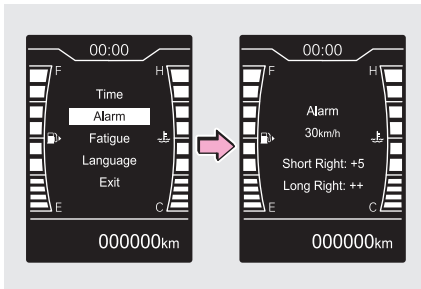 00:00
F H
Time
Alarm
Fatigue
Language
Exit
E C
000000km
00:00
F H
Alarm
30km/h
Short Right: +5
Long Right: ++
E C
000000km